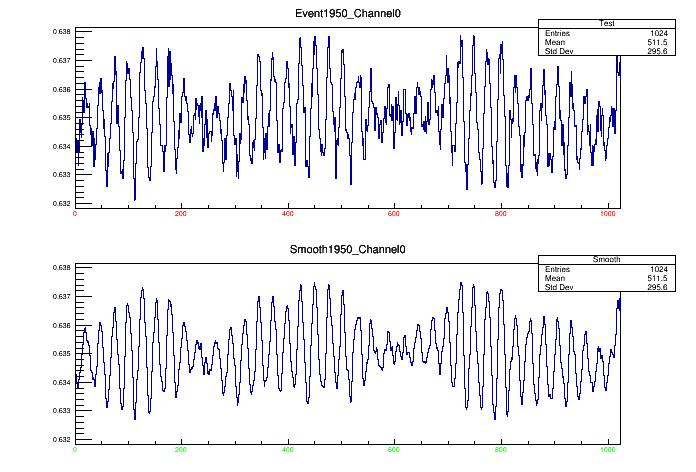 Event1950_Channel0
Test
Entries 1024
Mean 511.5
Std Dev 295.6
0.638
0.637
0.636
0.635
0.634
0.633
0.632
0 200 400 600 800 1000
Smooth1950_Channel0
Smooth
Entries 1024
Mean 511.5
Std Dev 295.6
0.638
0.637
0.636
0.635
0.634
0.633
0.632
0 200 400 600 800 1000